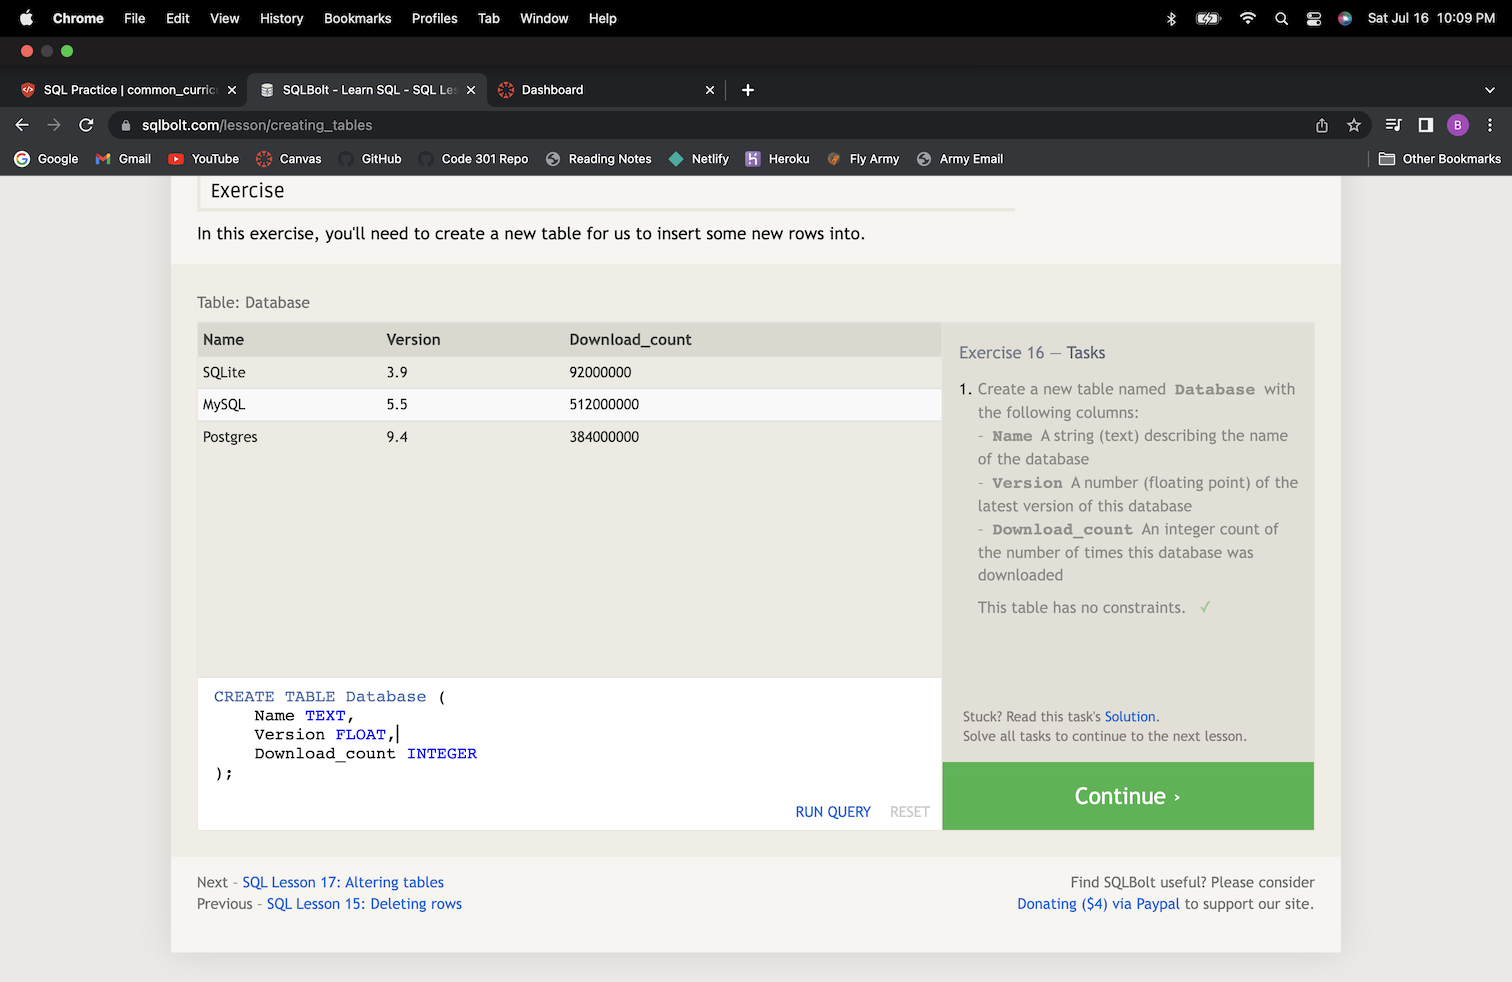 Chrome File Edit View History Bookmarks Profiles Tab Window Help Sat Jul 16 10:09 PM
SQL Practice | common_curric SQLBolt - Learn SQL - SQL Les Dashboard
sqlbolt.com/lesson/creating_tables B
Google Gmail YouTube Canvas GitHub Code 301 Repo Reading Notes Netlify Heroku Fly Army Army Email Other Bookmarks
Exercise
In this exercise, you'll need to create a new table for us to insert some new rows into.
Table: Database
Name Version Download_count
SQLite 3.9 92000000
MySQL 5.5 512000000
Postgres 9.4 384000000
Exercise 16 — Tasks
1. Create a new table named Database with
the following columns:
- Name A string (text) describing the name
of the database
- Version A number (floating point) of the
latest version of this database
- Download_count An integer count of
the number of times this database was
downloaded
This table has no constraints. ✓
CREATE TABLE Database (
Name TEXT,
Version FLOAT,
Download_count INTEGER
);
RUN QUERY RESET
Stuck? Read this task's Solution.
Solve all tasks to continue to the next lesson.
Continue ›
Next - SQL Lesson 17: Altering tables
Previous - SQL Lesson 15: Deleting rows
Find SQLBolt useful? Please consider
Donating ($4) via Paypal to support our site.